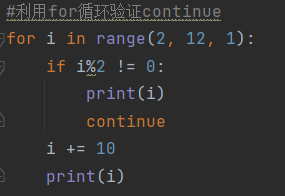 #利用for循环验证continue
for i in range(2, 12, 1):
    if i%2 != 0:
        print(i)
        continue
    i += 10
    print(i)